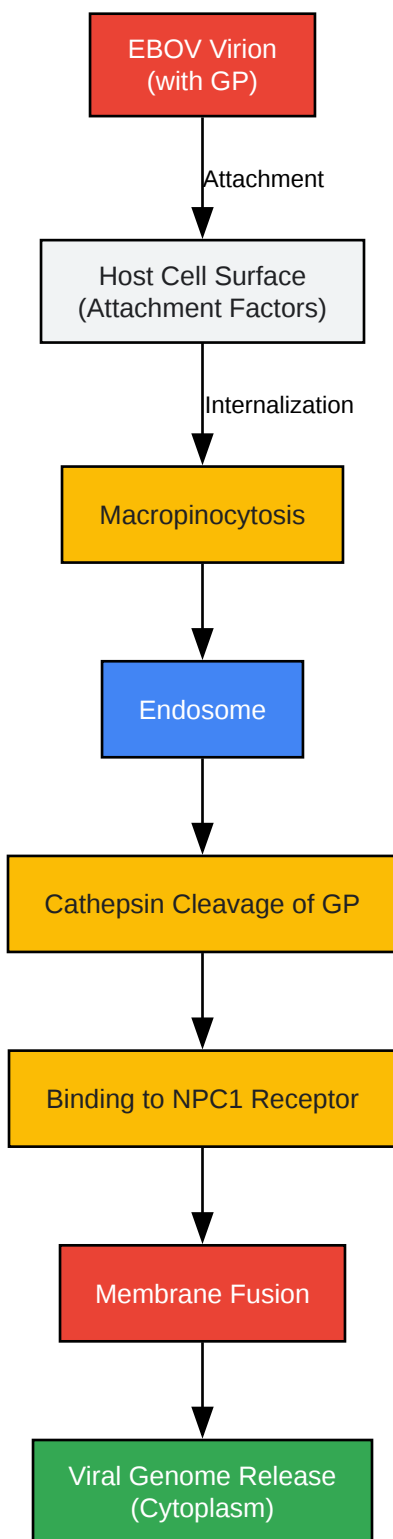 EBOV Virion
(with GP)
Attachment
Host Cell Surface
(Attachment Factors)
Internalization
Macropinocytosis
Endosome
Cathepsin Cleavage of GP
Binding to NPC1 Receptor
Membrane Fusion
Viral Genome Release
(Cytoplasm)